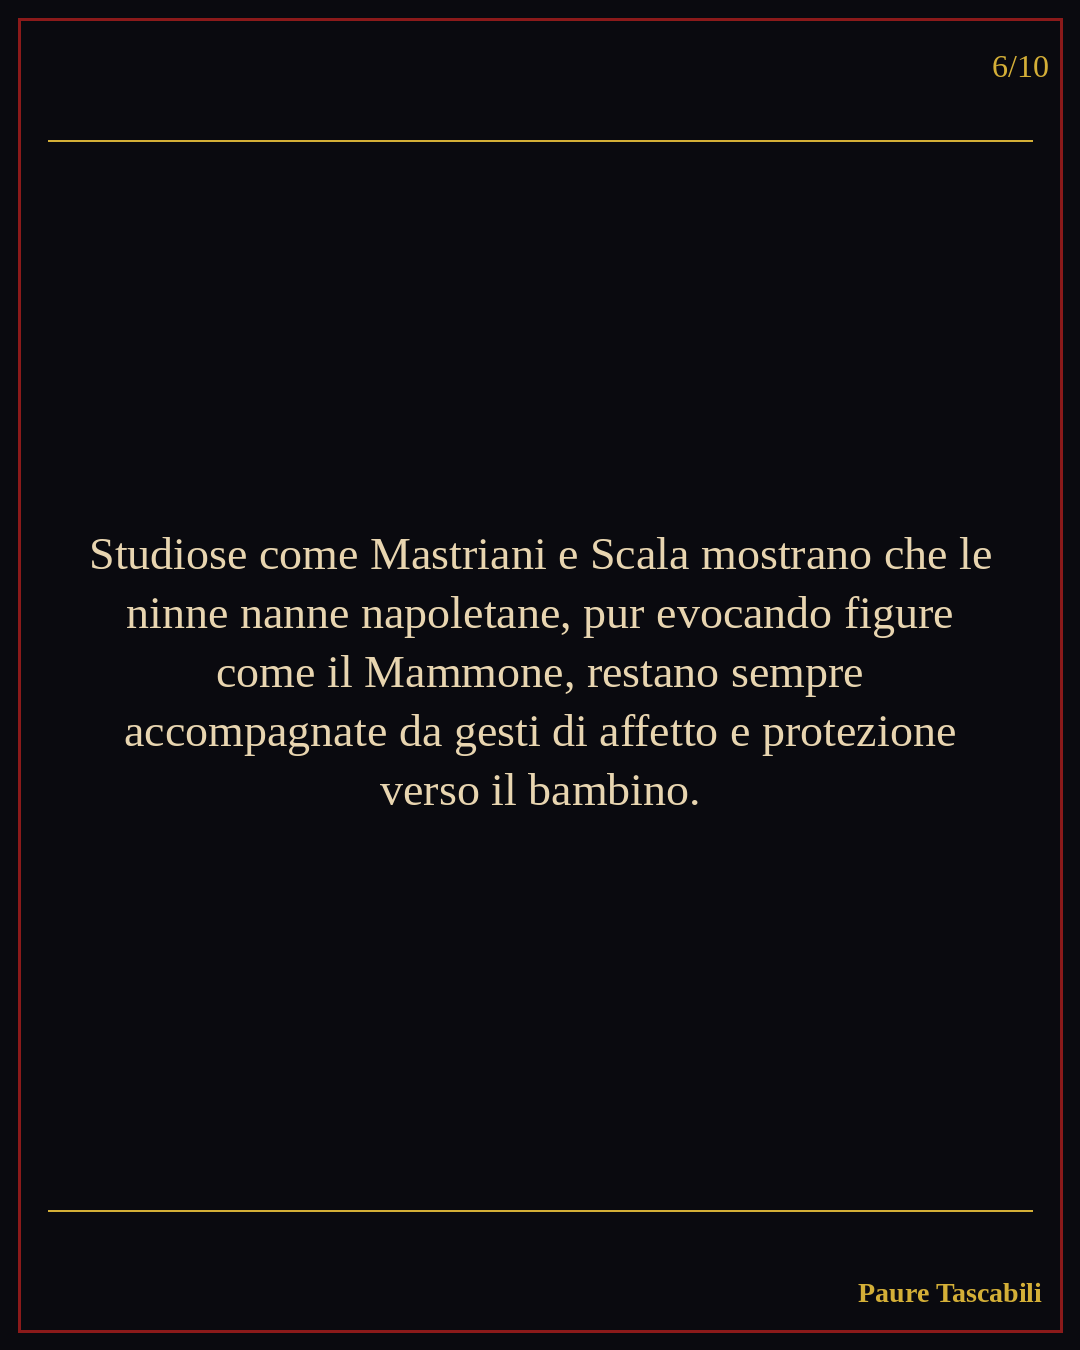 6/10
Studiose come Mastriani e Scala mostrano che le
ninne nanne napoletane, pur evocando figure
come il Mammone, restano sempre
accompagnate da gesti di affetto e protezione
verso il bambino.
Paure Tascabili